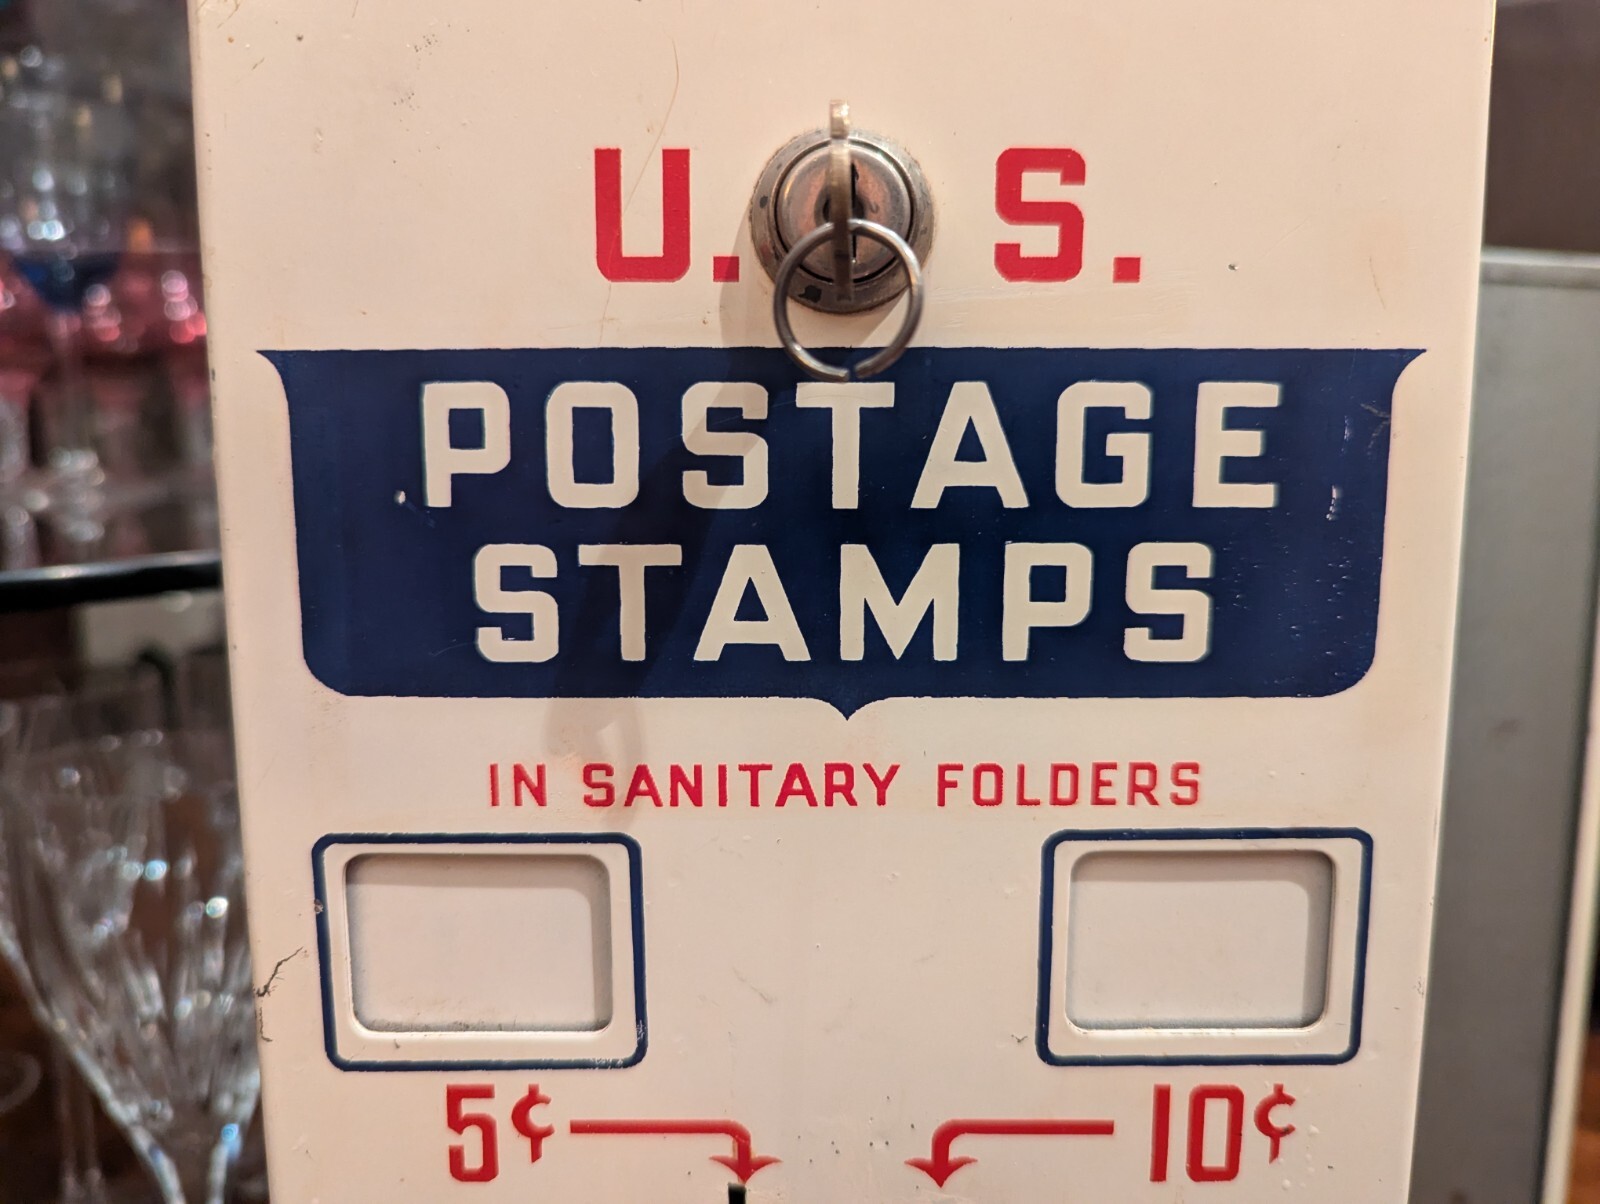 U. S.
POSTAGE
STAMPS
IN SANITARY FOLDERS
5¢ 10¢